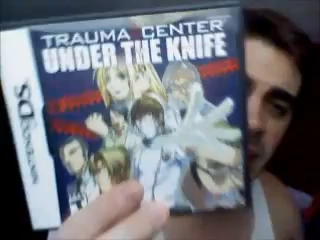 TRAUMA CENTER
UNDER THE KNIFE
NINTENDO DS